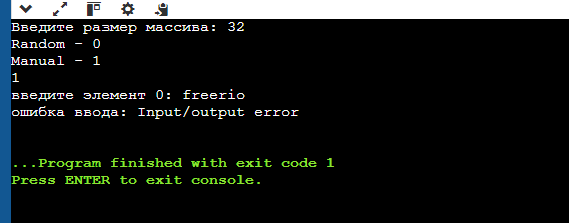 Введите размер массива: 32
Random - 0
Manual - 1
1
введите элемент 0: freerio
ошибка ввода: Input/output error
...Program finished with exit code 1
Press ENTER to exit console.